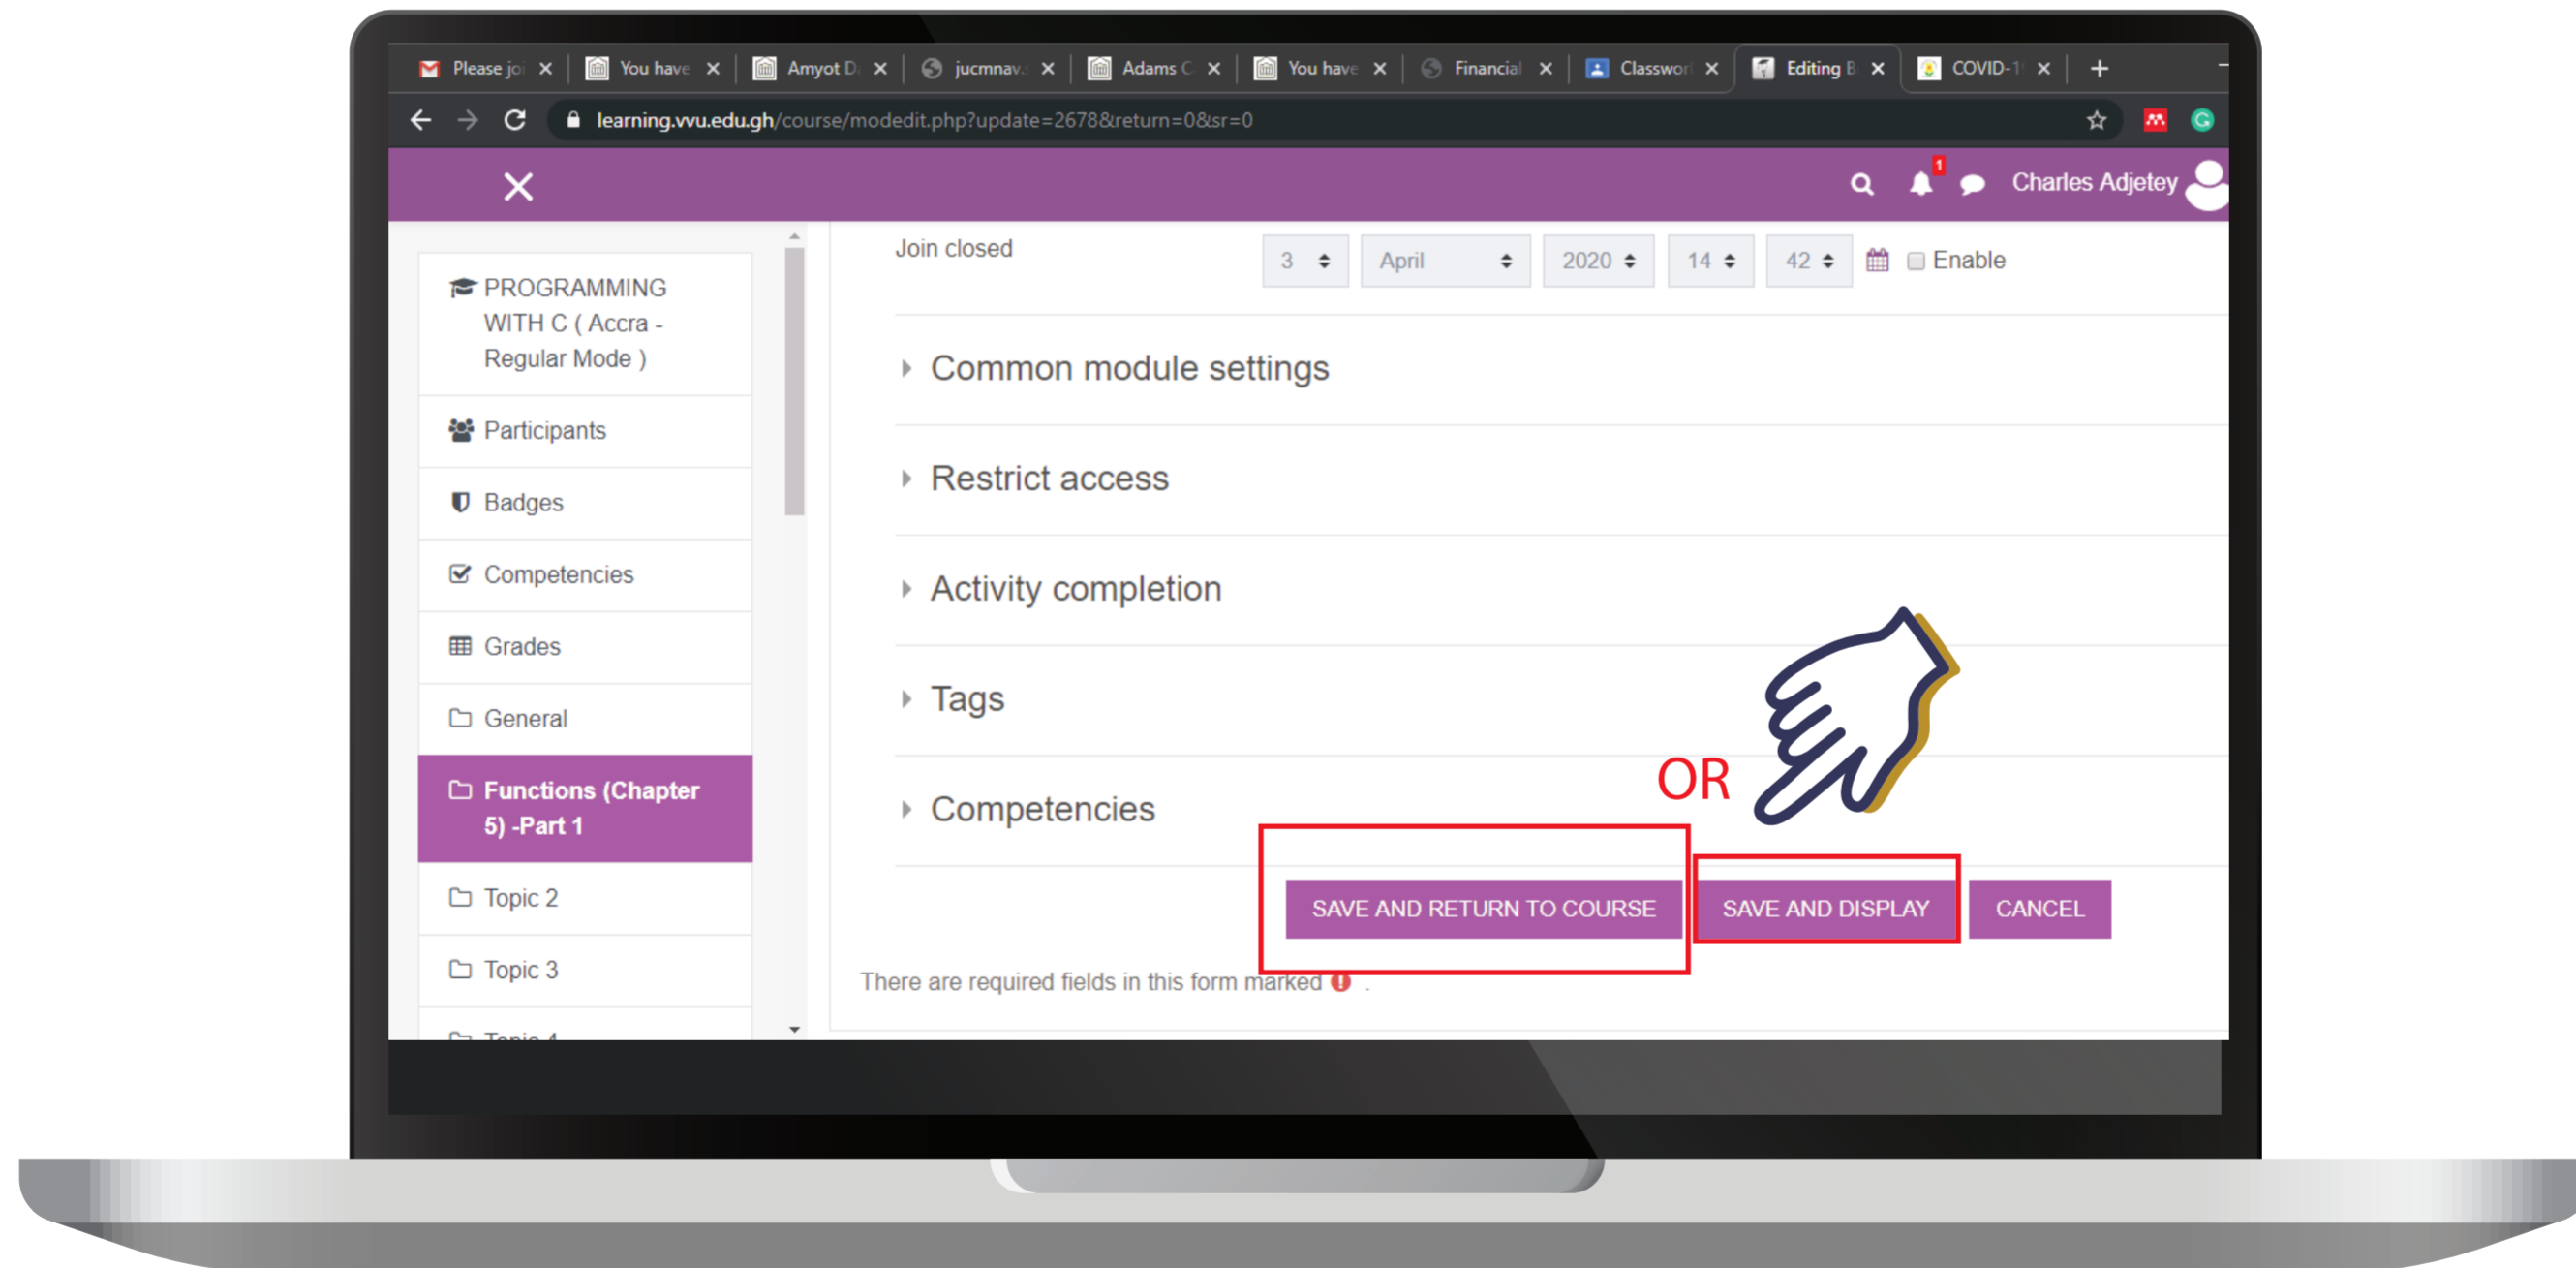 Please joi
You have
Amyot D
jucmnav.
Adams C
You have
Financial
Classwor
Editing B
COVID-1
learning.vvu.edu.gh/course/modedit.php?update=2678&return=0&sr=0
1
Charles Adjetey
PROGRAMMING
WITH C ( Accra -
Regular Mode )
Participants
Badges
Competencies
Grades
General
Functions (Chapter
5) -Part 1
Topic 2
Topic 3
Topic 4
Join closed
3 April 2020 14 42 Enable
Common module settings
Restrict access
Activity completion
Tags
Competencies
OR
SAVE AND RETURN TO COURSE
SAVE AND DISPLAY
CANCEL
There are required fields in this form marked .